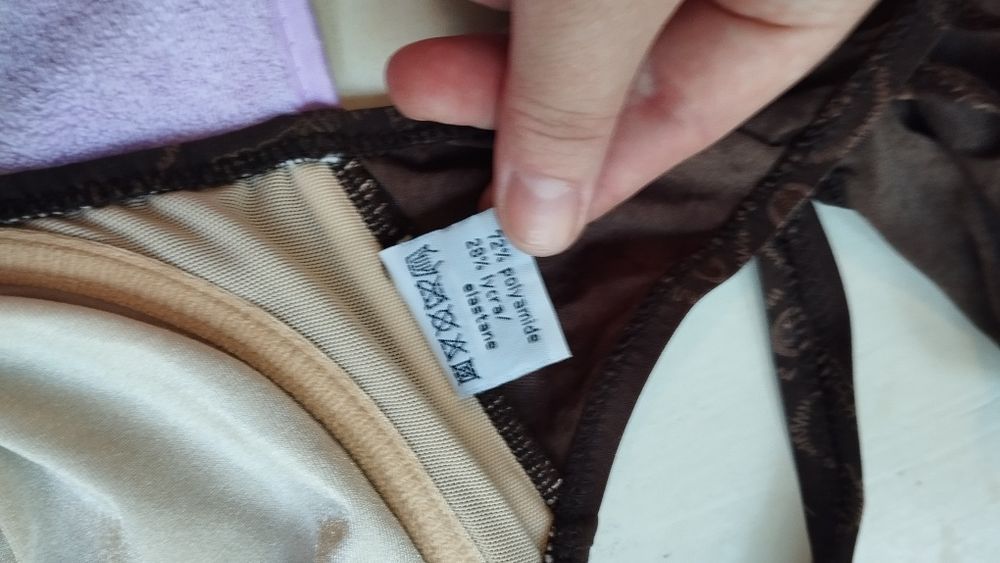 72% polyamide
28% lycra/
elastane